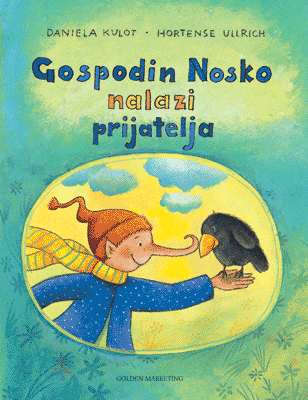 DANIELA KULOT • HORTENSE ULLRICH
Gospodin Nosko
nalazi
prijatelja
GOLDEN MARKETING